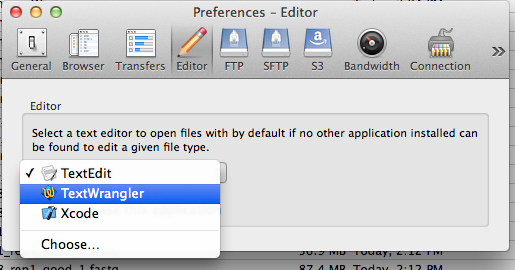 Preferences – Editor
General Browser Transfers Editor FTP SFTP S3 Bandwidth Connection »
Editor
Select a text editor to open files with by default if no other application installed can
be found to edit a given file type.
✓ TextEdit
TextWrangler
Xcode
Choose...
MB Today, 2:12 PM
rep1_good_1.fastq 87.4 MB Today, 2:12 PM